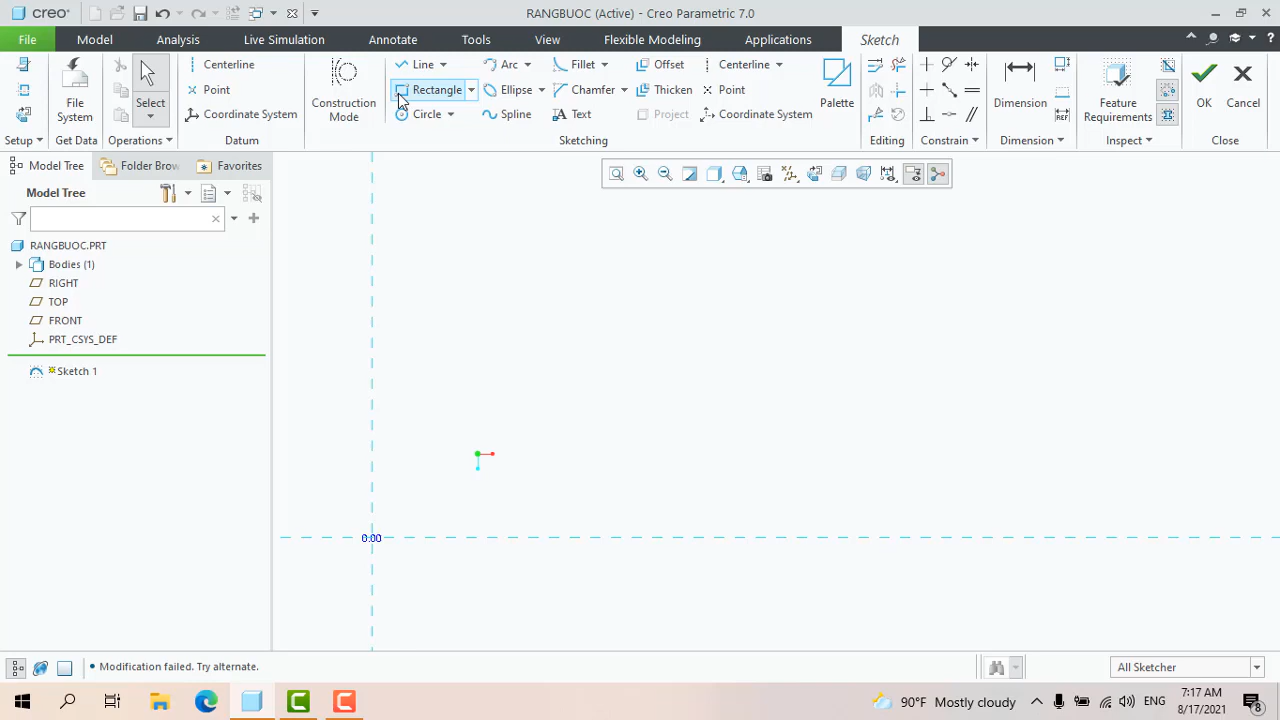 creo
RANGBUOC (Active) - Creo Parametric 7.0
File
Model
Analysis
Live Simulation
Annotate
Tools
View
Flexible Modeling
Applications
Sketch
Setup
File System
Get Data
Select
Operations
Centerline
Point
Coordinate System
Datum
Construction Mode
Line
Rectangle
Circle
Arc
Ellipse
Spline
Fillet
Chamfer
Text
Offset
Thicken
Project
Centerline
Point
Coordinate System
Palette
Sketching
Editing
Constrain
Dimension
Dimension
Feature Requirements
Inspect
OK
Cancel
Close
Model Tree
Folder Brow
Favorites
Model Tree
RANGBUOC.PRT
Bodies (1)
RIGHT
TOP
FRONT
PRT_CSYS_DEF
Sketch 1
0.00
• Modification failed. Try alternate.
All Sketcher
90°F Mostly cloudy
ENG
7:17 AM
8/17/2021
8